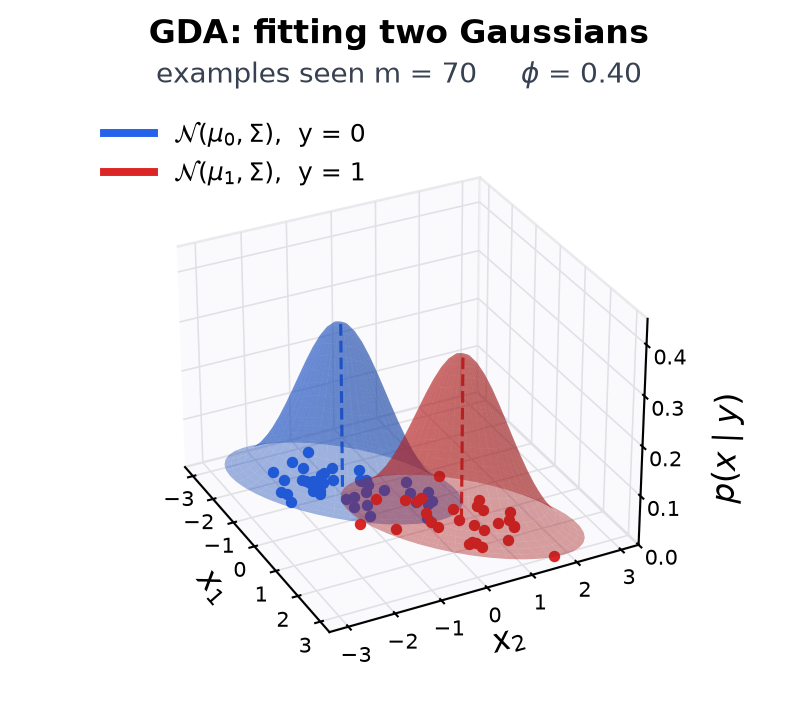 GDA: fitting two Gaussians
examples seen m = 70 ϕ = 0.40
𝒩(μ₀, Σ), y = 0
𝒩(μ₁, Σ), y = 1
0.4
0.3
0.2
0.1
0.0
p(x | y)
−3
−2
−1
0
1
2
3
x₁
−3
−2
−1
0
1
2
3
x₂